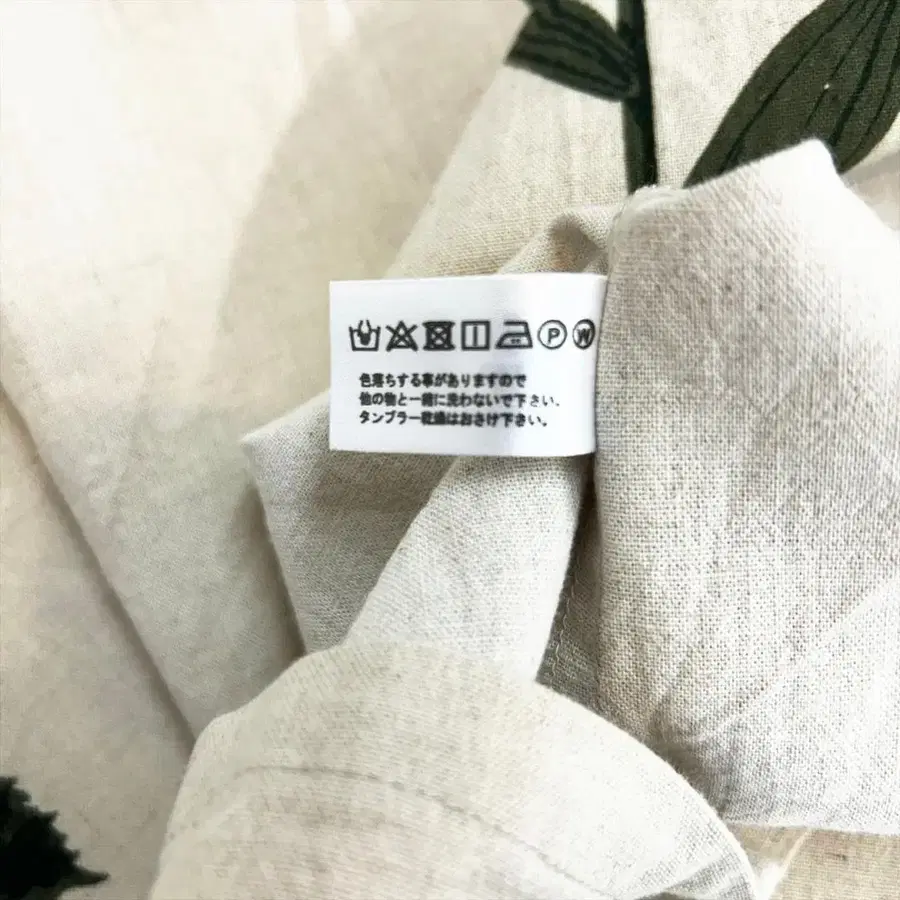 P W
色落ちする事がありますので
他の物と一緒に洗わないで下さい。
タンブラー乾燥はおさけ下さい。